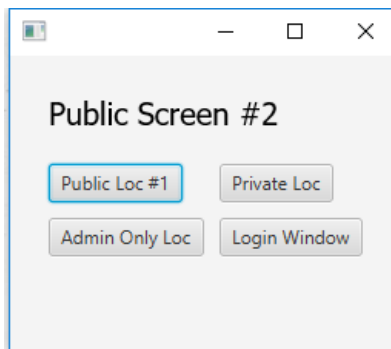 Public Screen #2
Public Loc #1 Private Loc
Admin Only Loc Login Window